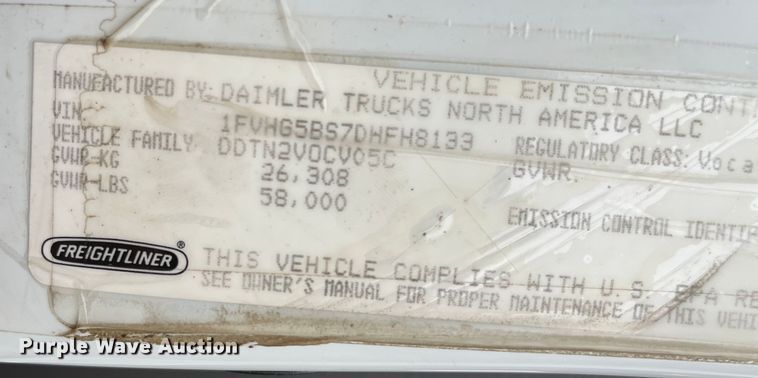 VEHICLE EMISSION CONT
MANUFACTURED BY: DAIMLER TRUCKS NORTH AMERICA LLC
VIN 1FVHG5BS7DHFH8133
REGULATORY CLASS: Voca
VEHICLE FAMILY DDTN2VOCV05C
GVWR
GVWR-KG 26,308
GVWR-LBS 58,000
EMISSION CONTROL IDENTIF
FREIGHTLINER®
THIS VEHICLE COMPLIES WITH U.S. EPA RE
SEE OWNER'S MANUAL FOR PROPER MAINTENANCE OF THIS VEHI
Purple Wave Auction